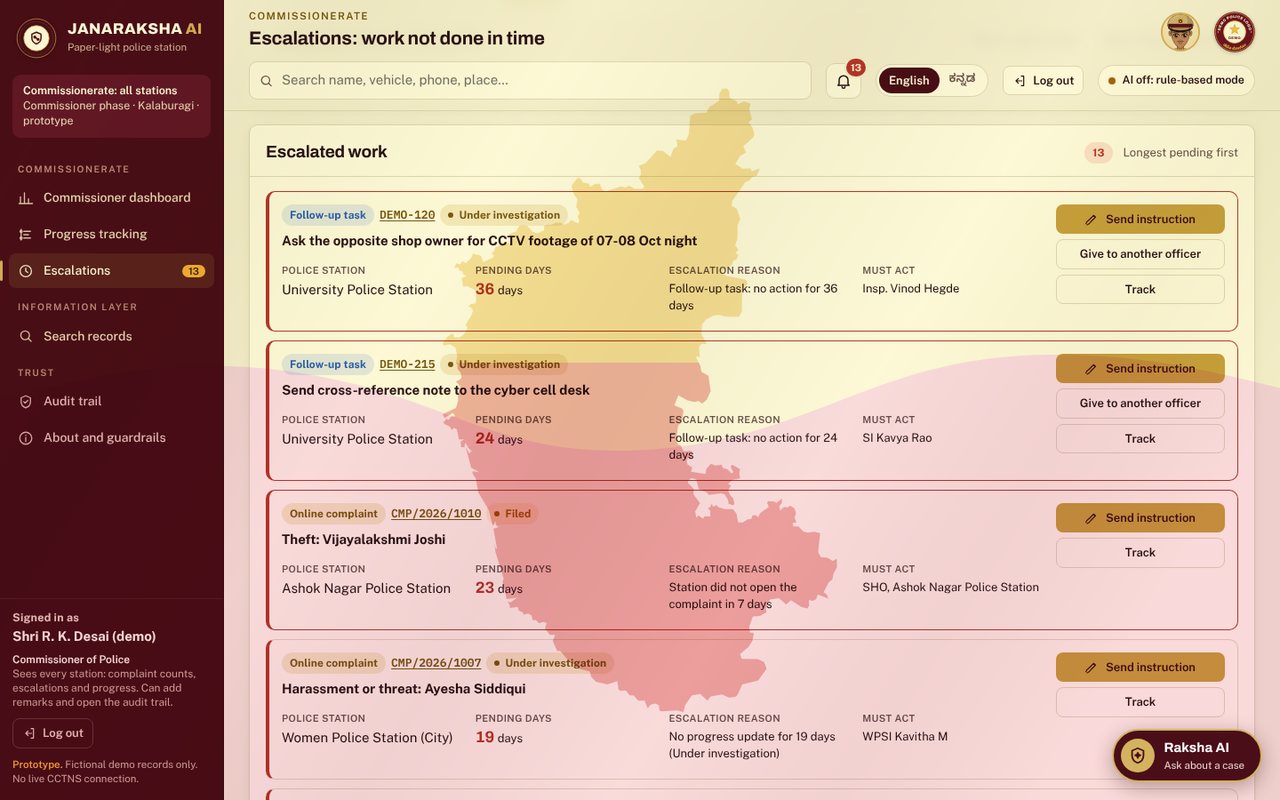 JANARAKSHA AI
Paper-light police station
Commissionerate: all stations
Commissioner phase · Kalaburagi ·
prototype
COMMISSIONERATE
Commissioner dashboard
Progress tracking
Escalations 13
INFORMATION LAYER
Search records
TRUST
Audit trail
About and guardrails
Signed in as
Shri R. K. Desai (demo)
Commissioner of Police
Sees every station: complaint counts,
escalations and progress. Can add
remarks and open the audit trail.
Log out
Prototype. Fictional demo records only.
No live CCTNS connection.
COMMISSIONERATE
Escalations: work not done in time
Search name, vehicle, phone, place...
13
English ಕನ್ನಡ
Log out
AI off: rule-based mode
Escalated work
13 Longest pending first
Follow-up task DEMO-120 Under investigation
Ask the opposite shop owner for CCTV footage of 07-08 Oct night
POLICE STATION PENDING DAYS ESCALATION REASON MUST ACT
University Police Station 36 days Follow-up task: no action for 36 Insp. Vinod Hegde
days
Send instruction
Give to another officer
Track
Follow-up task DEMO-215 Under investigation
Send cross-reference note to the cyber cell desk
POLICE STATION PENDING DAYS ESCALATION REASON MUST ACT
University Police Station 24 days Follow-up task: no action for 24 SI Kavya Rao
days
Send instruction
Give to another officer
Track
Online complaint CMP/2026/1010 Filed
Theft: Vijayalakshmi Joshi
POLICE STATION PENDING DAYS ESCALATION REASON MUST ACT
Ashok Nagar Police Station 23 days Station did not open the SHO, Ashok Nagar Police Station
complaint in 7 days
Send instruction
Track
Online complaint CMP/2026/1007 Under investigation
Harassment or threat: Ayesha Siddiqui
POLICE STATION PENDING DAYS ESCALATION REASON MUST ACT
Women Police Station (City) 19 days No progress update for 19 days WPSI Kavitha M
(Under investigation)
Send instruction
Track
Raksha AI
Ask about a case